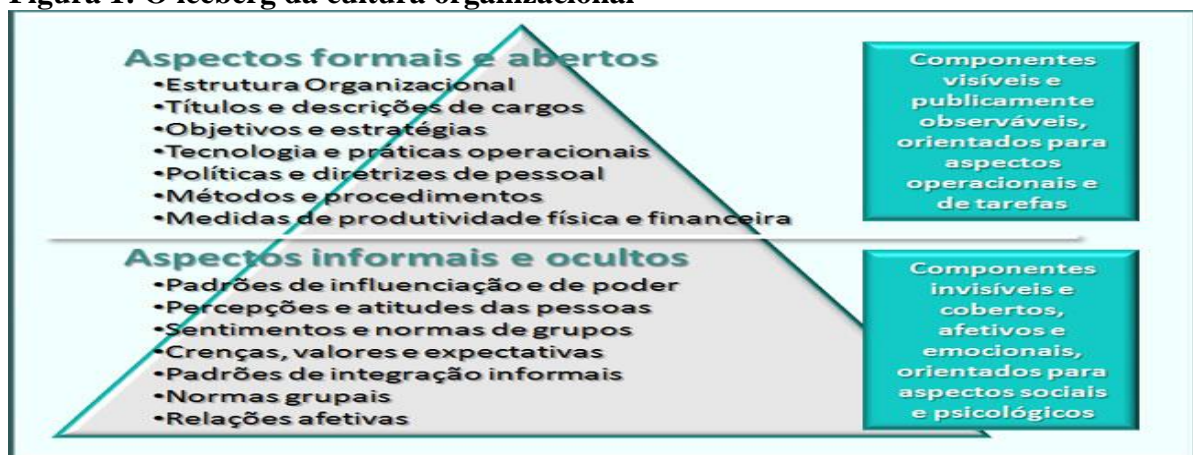 Figura 1: O iceberg da cultura organizacional
Aspectos formais e abertos
•Estrutura Organizacional
•Títulos e descrições de cargos
•Objetivos e estratégias
•Tecnologia e práticas operacionais
•Políticas e diretrizes de pessoal
•Métodos e procedimentos
•Medidas de produtividade física e financeira
Componentes
visíveis e
publicamente
observáveis,
orientados para
aspectos
operacionais e
de tarefas
Aspectos informais e ocultos
•Padrões de influenciação e de poder
•Percepções e atitudes das pessoas
•Sentimentos e normas de grupos
•Crenças, valores e expectativas
•Padrões de integração informais
•Normas grupais
•Relações afetivas
Componentes
invisíveis e
cobertos,
afetivos e
emocionais,
orientados para
aspectos sociais
e psicológicos